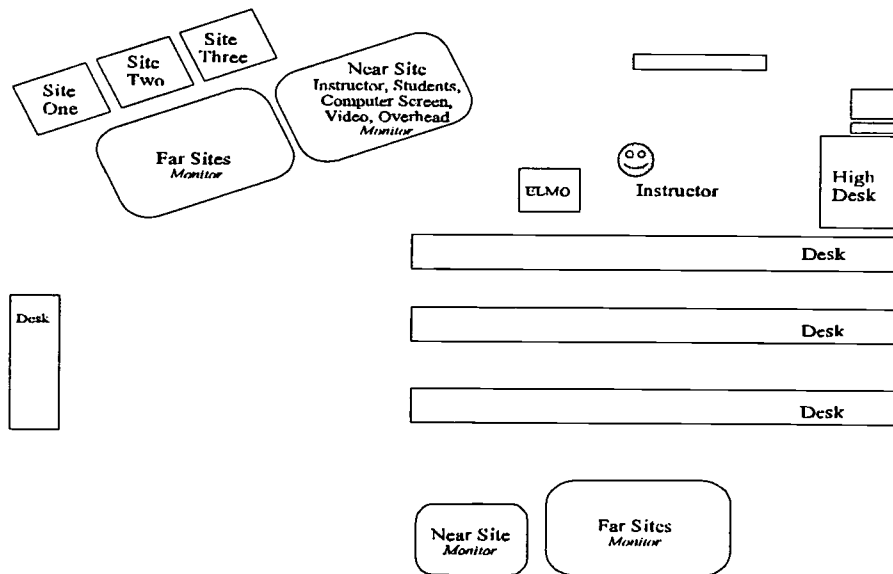 Site
One
Site
Two
Site
Three
Near Site
Instructor, Students,
Computer Screen,
Video, Overhead
Monitor
Far Sites
Monitor
ELMO
Instructor
High
Desk
Desk
Desk
Desk
Desk
Near Site
Monitor
Far Sites
Monitor